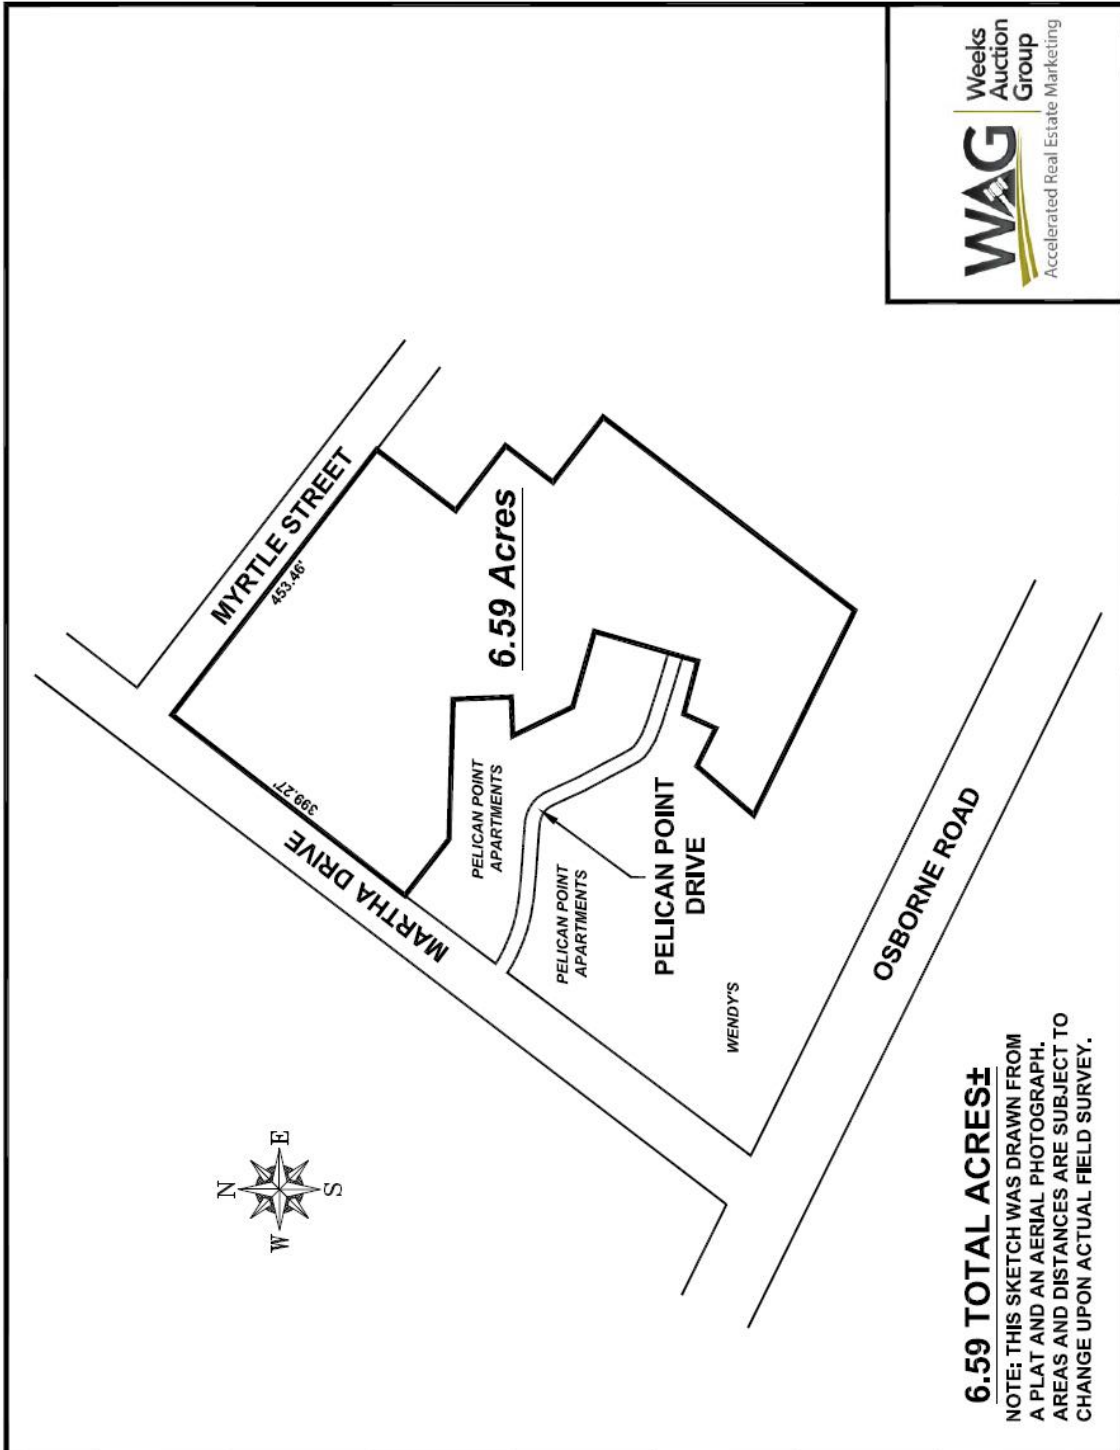 MYRTLE STREET
453.46'
399.27'
MARTHA DRIVE
6.59 Acres
PELICAN POINT
APARTMENTS
PELICAN POINT
APARTMENTS
PELICAN POINT
DRIVE
WENDY'S
OSBORNE ROAD
N
W
E
S
6.59 TOTAL ACRES±
NOTE: THIS SKETCH WAS DRAWN FROM
A PLAT AND AN AERIAL PHOTOGRAPH.
AREAS AND DISTANCES ARE SUBJECT TO
CHANGE UPON ACTUAL FIELD SURVEY.
WAG
Weeks
Auction
Group
Accelerated Real Estate Marketing